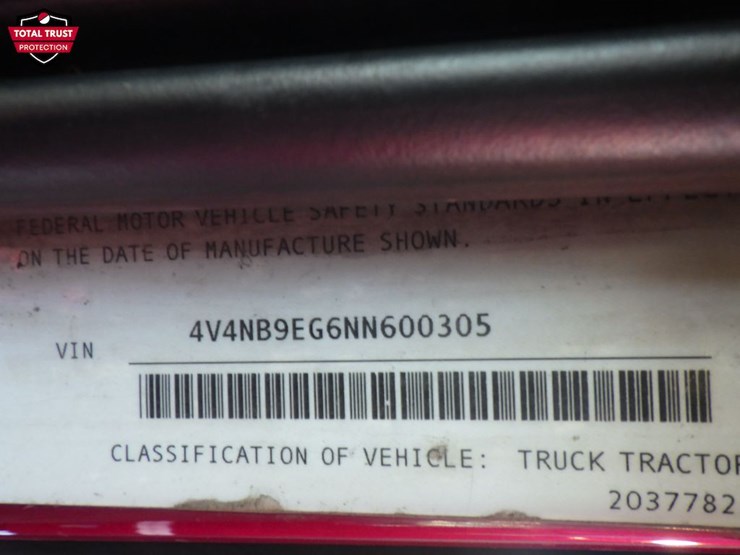 TOTAL TRUST
PROTECTION
FEDERAL MOTOR VEHICLE SAFETY STANDARDS IN
ON THE DATE OF MANUFACTURE SHOWN.
VIN 4V4NB9EG6NN600305
CLASSIFICATION OF VEHICLE: TRUCK TRACTOR
2037782